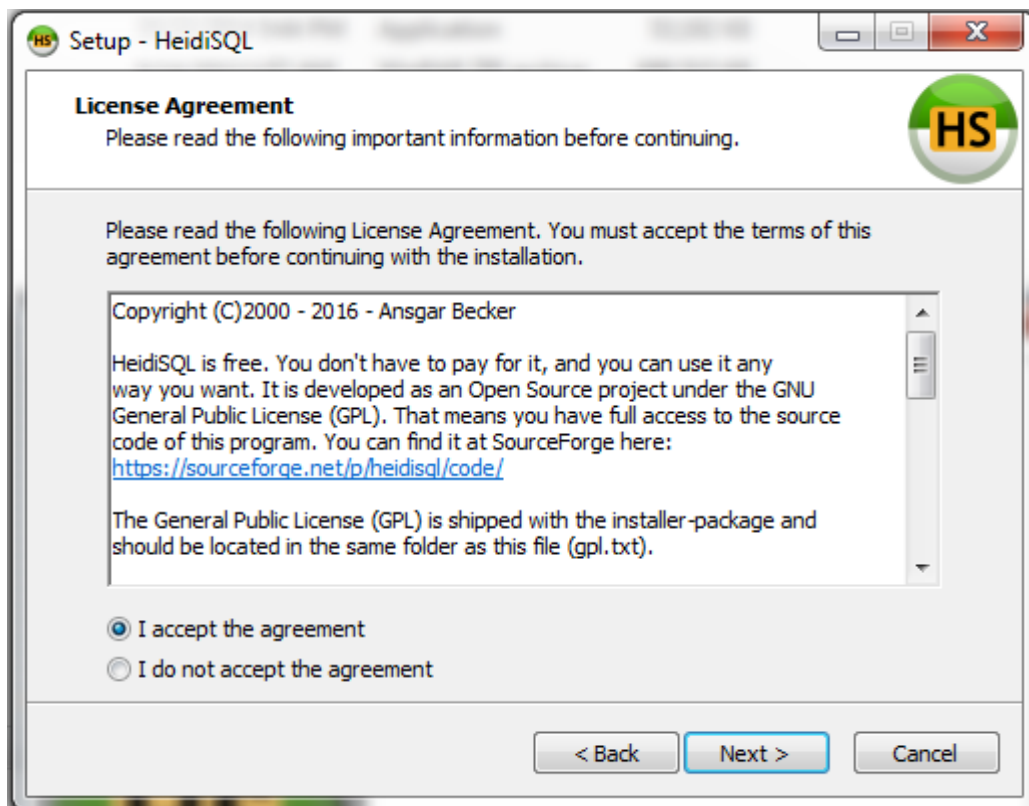 HS Setup - HeidiSQL
License Agreement
Please read the following important information before continuing.
HS
Please read the following License Agreement. You must accept the terms of this
agreement before continuing with the installation.
Copyright (C)2000 - 2016 - Ansgar Becker
HeidiSQL is free. You don't have to pay for it, and you can use it any
way you want. It is developed as an Open Source project under the GNU
General Public License (GPL). That means you have full access to the source
code of this program. You can find it at SourceForge here:
https://sourceforge.net/p/heidisql/code/
The General Public License (GPL) is shipped with the installer-package and
should be located in the same folder as this file (gpl.txt).
I accept the agreement
I do not accept the agreement
< Back Next > Cancel